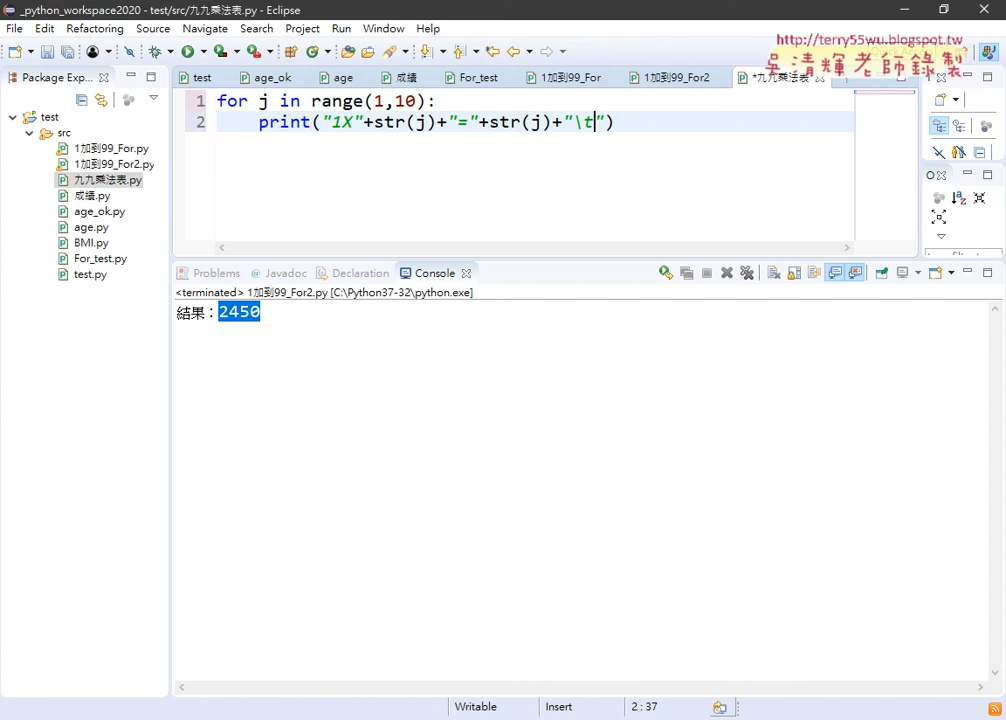 _python_workspace2020 - test/src/九九乘法表.py - Eclipse
File Edit Refactoring Source Navigate Search Project Run Window Help
http://terry55wu.blogspot.tw
吳清輝老師錄製
Package Exp...
test age_ok age 成績 For_test 1加到99_For 1加到99_For2 *九九乘法表
1 for j in range(1,10):
2 print("1X"+str(j)+"="+str(j)+"\t")
test
src
1加到99_For.py
1加到99_For2.py
九九乘法表.py
成績.py
age_ok.py
age.py
BMI.py
For_test.py
test.py
Problems @ Javadoc Declaration Console
<terminated> 1加到99_For2.py [C:\Python37-32\python.exe]
結果：2450
Writable Insert 2 : 37